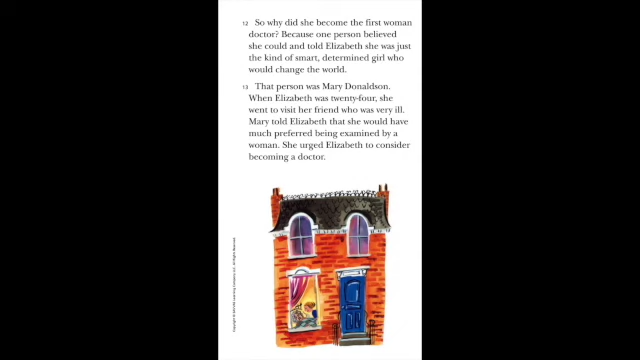 12 So why did she become the first woman
doctor? Because one person believed
she could and told Elizabeth she was just
the kind of smart, determined girl who
would change the world.
13 That person was Mary Donaldson.
When Elizabeth was twenty-four, she
went to visit her friend who was very ill.
Mary told Elizabeth that she would have
much preferred being examined by a
woman. She urged Elizabeth to consider
becoming a doctor.